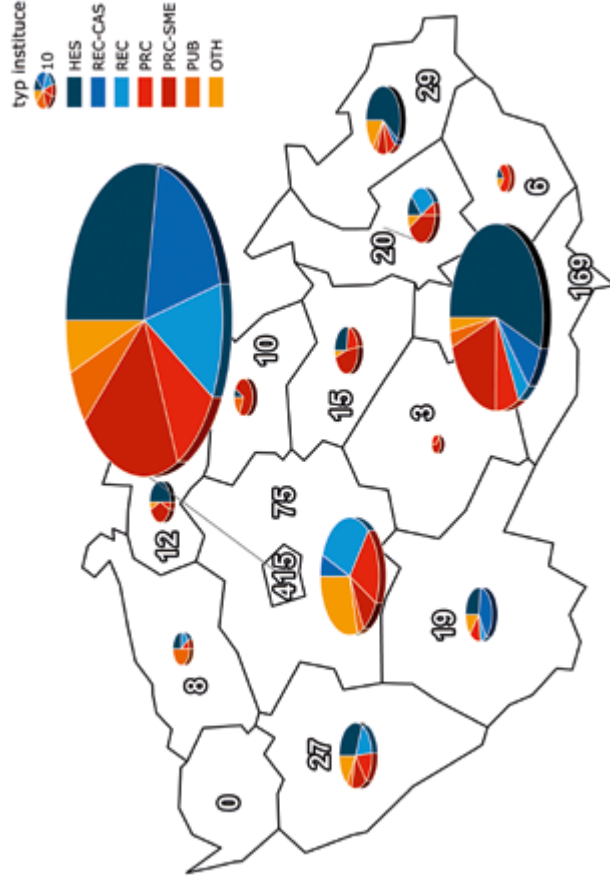 typ instituce
10
HES
REC-CAS
REC
PRC
PRC-SME
PUB
OTH
0
8
12
415
75
10
27
19
15
3
20
29
169
6